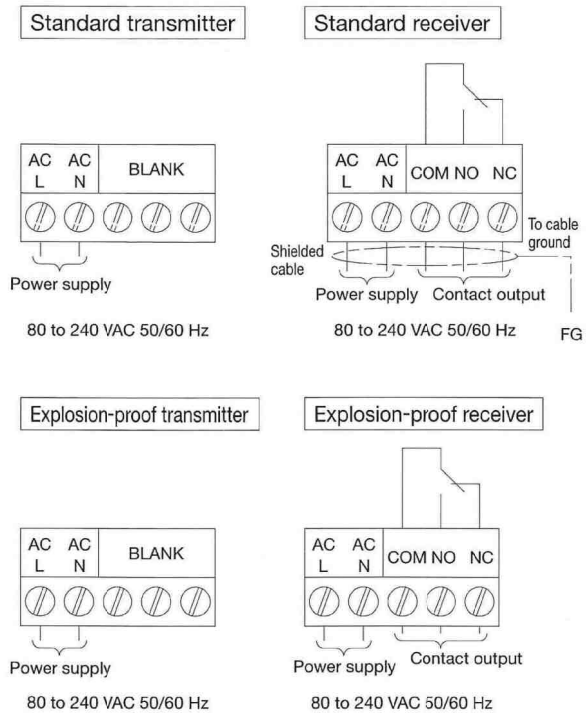 Standard transmitter
AC AC
L N
BLANK
Power supply
80 to 240 VAC 50/60 Hz
Standard receiver
AC AC
L N
COM NO NC
Shielded
cable
To cable
ground
Power supply
Contact output
80 to 240 VAC 50/60 Hz
FG
Explosion-proof transmitter
AC AC
L N
BLANK
Power supply
80 to 240 VAC 50/60 Hz
Explosion-proof receiver
AC AC
L N
COM NO NC
Power supply
Contact output
80 to 240 VAC 50/60 Hz